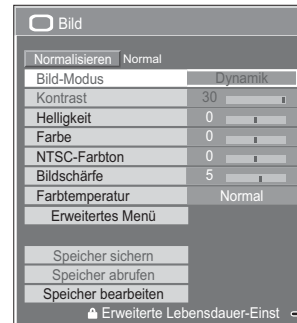 Bild
Normalisieren Normal
Bild-Modus Dynamik
Kontrast 30
Helligkeit 0
Farbe 0
NTSC-Farbton 0
Bildschärfe 5
Farbtemperatur Normal
Erweitertes Menü
Speicher sichern
Speicher abrufen
Speicher bearbeiten
Erweiterte Lebensdauer-Einst